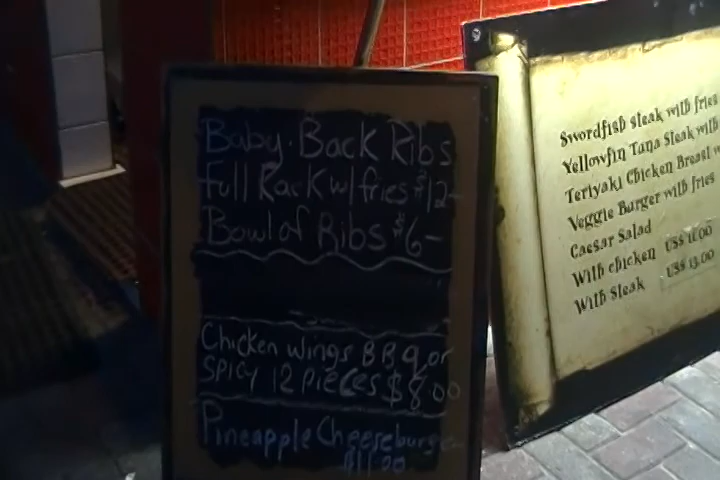 Baby Back Ribs
Full Rack w/ fries $12-
Bowl of Ribs $6-
Chicken wings BBq or
SPICY 12 PIECES $8.00
Pineapple Cheeseburge
$11.00
Swordfish steak with fries
Yellowfin Tuna Steak with
Teriyaki Chicken Breast w
Veggie Burger with fries
Caesar Salad
With chicken US$ 11.00
With Steak US$ 13.00